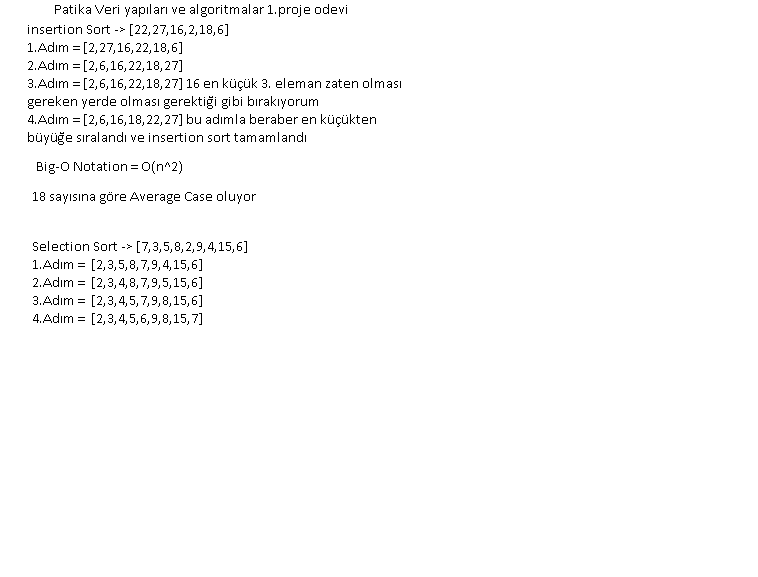 Patika Veri yapıları ve algoritmalar 1.proje odevi
insertion Sort -> [22,27,16,2,18,6]
1.Adım = [2,27,16,22,18,6]
2.Adım = [2,6,16,22,18,27]
3.Adım = [2,6,16,22,18,27] 16 en küçük 3. eleman zaten olması
gereken yerde olması gerektiği gibi bırakıyorum
4.Adım = [2,6,16,18,22,27] bu adımla beraber en küçükten
büyüğe sıralandı ve insertion sort tamamlandı
Big-O Notation = O(n^2)
18 sayısına göre Average Case oluyor
Selection Sort -> [7,3,5,8,2,9,4,15,6]
1.Adım = [2,3,5,8,7,9,4,15,6]
2.Adım = [2,3,4,8,7,9,5,15,6]
3.Adım = [2,3,4,5,7,9,8,15,6]
4.Adım = [2,3,4,5,6,9,8,15,7]